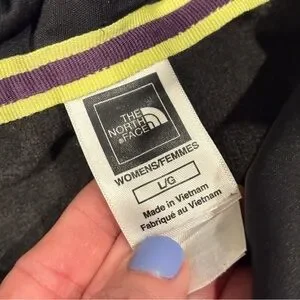 THE
NORTH
FACE
WOMENS/FEMMES
L/G
Made in Vietnam
Fabriqué au Vietnam